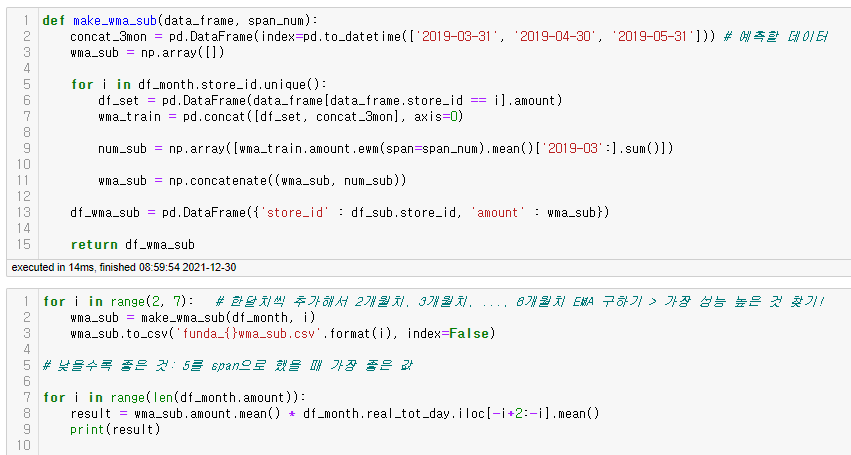 1 def make_wma_sub(data_frame, span_num):
2 concat_3mon = pd.DataFrame(index=pd.to_datetime(['2019-03-31', '2019-04-30', '2019-05-31'])) # 예측할 데이터
3 wma_sub = np.array([])
4
5 for i in df_month.store_id.unique():
6 df_set = pd.DataFrame(data_frame[data_frame.store_id == i].amount)
7 wma_train = pd.concat([df_set, concat_3mon], axis=0)
8
9 num_sub = np.array([wma_train.amount.ewm(span=span_num).mean()['2019-03':].sum()])
10
11 wma_sub = np.concatenate((wma_sub, num_sub))
12
13 df_wma_sub = pd.DataFrame({'store_id' : df_sub.store_id, 'amount' : wma_sub})
14
15 return df_wma_sub
executed in 14ms, finished 08:59:54 2021-12-30
1 for i in range(2, 7): # 한달치씩 추가해서 2개월치, 3개월치, ..., 6개월치 EMA 구하기 > 가장 성능 높은 것 찾기!
2 wma_sub = make_wma_sub(df_month, i)
3 wma_sub.to_csv('funda_{}wma_sub.csv'.format(i), index=False)
4
5 # 낮을수록 좋은 것: 5를 span으로 했을 때 가장 좋은 값
6
7 for i in range(len(df_month.amount)):
8 result = wma_sub.amount.mean() * df_month.real_tot_day.iloc[-i+2:-i].mean()
9 print(result)
10